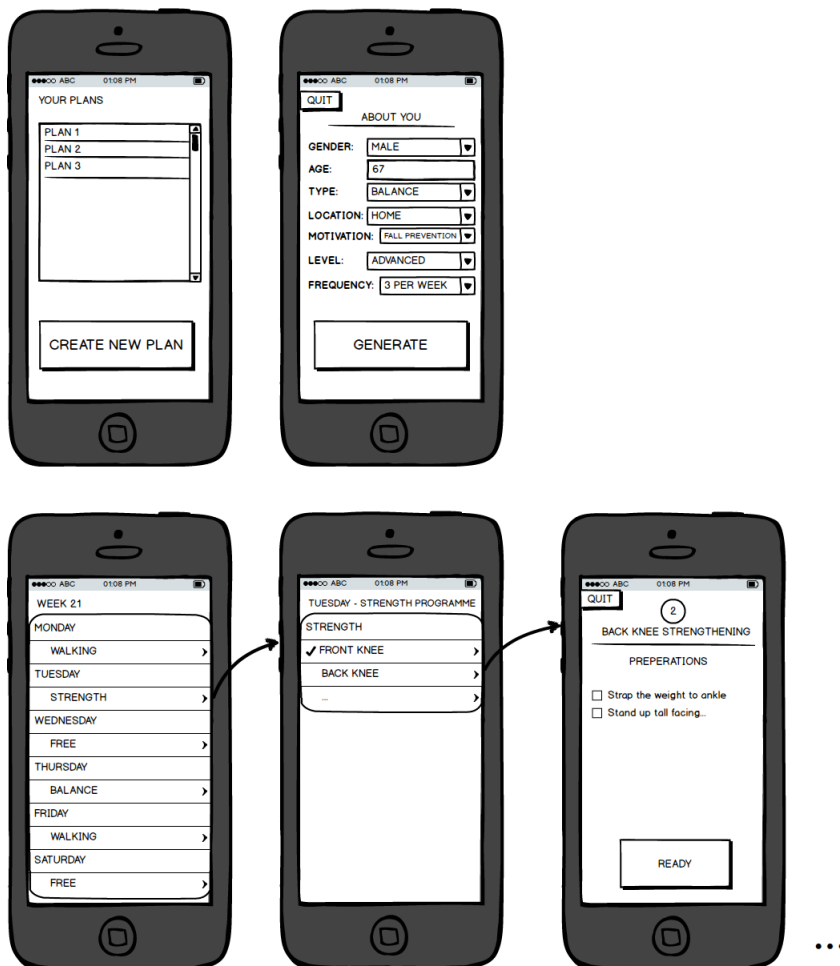 ABC 01:08 PM
YOUR PLANS
PLAN 1
PLAN 2
PLAN 3
CREATE NEW PLAN
ABC 01:08 PM
QUIT
ABOUT YOU
GENDER: MALE
AGE: 67
TYPE: BALANCE
LOCATION: HOME
MOTIVATION: FALL PREVENTION
LEVEL: ADVANCED
FREQUENCY: 3 PER WEEK
GENERATE
ABC 01:08 PM
WEEK 21
MONDAY
WALKING
TUESDAY
STRENGTH
WEDNESDAY
FREE
THURSDAY
BALANCE
FRIDAY
WALKING
SATURDAY
FREE
ABC 01:08 PM
TUESDAY - STRENGTH PROGRAMME
STRENGTH
FRONT KNEE
BACK KNEE
...
ABC 01:08 PM
QUIT
2
BACK KNEE STRENGTHENING
PREPERATIONS
Strap the weight to ankle
Stand up tall facing...
READY
...